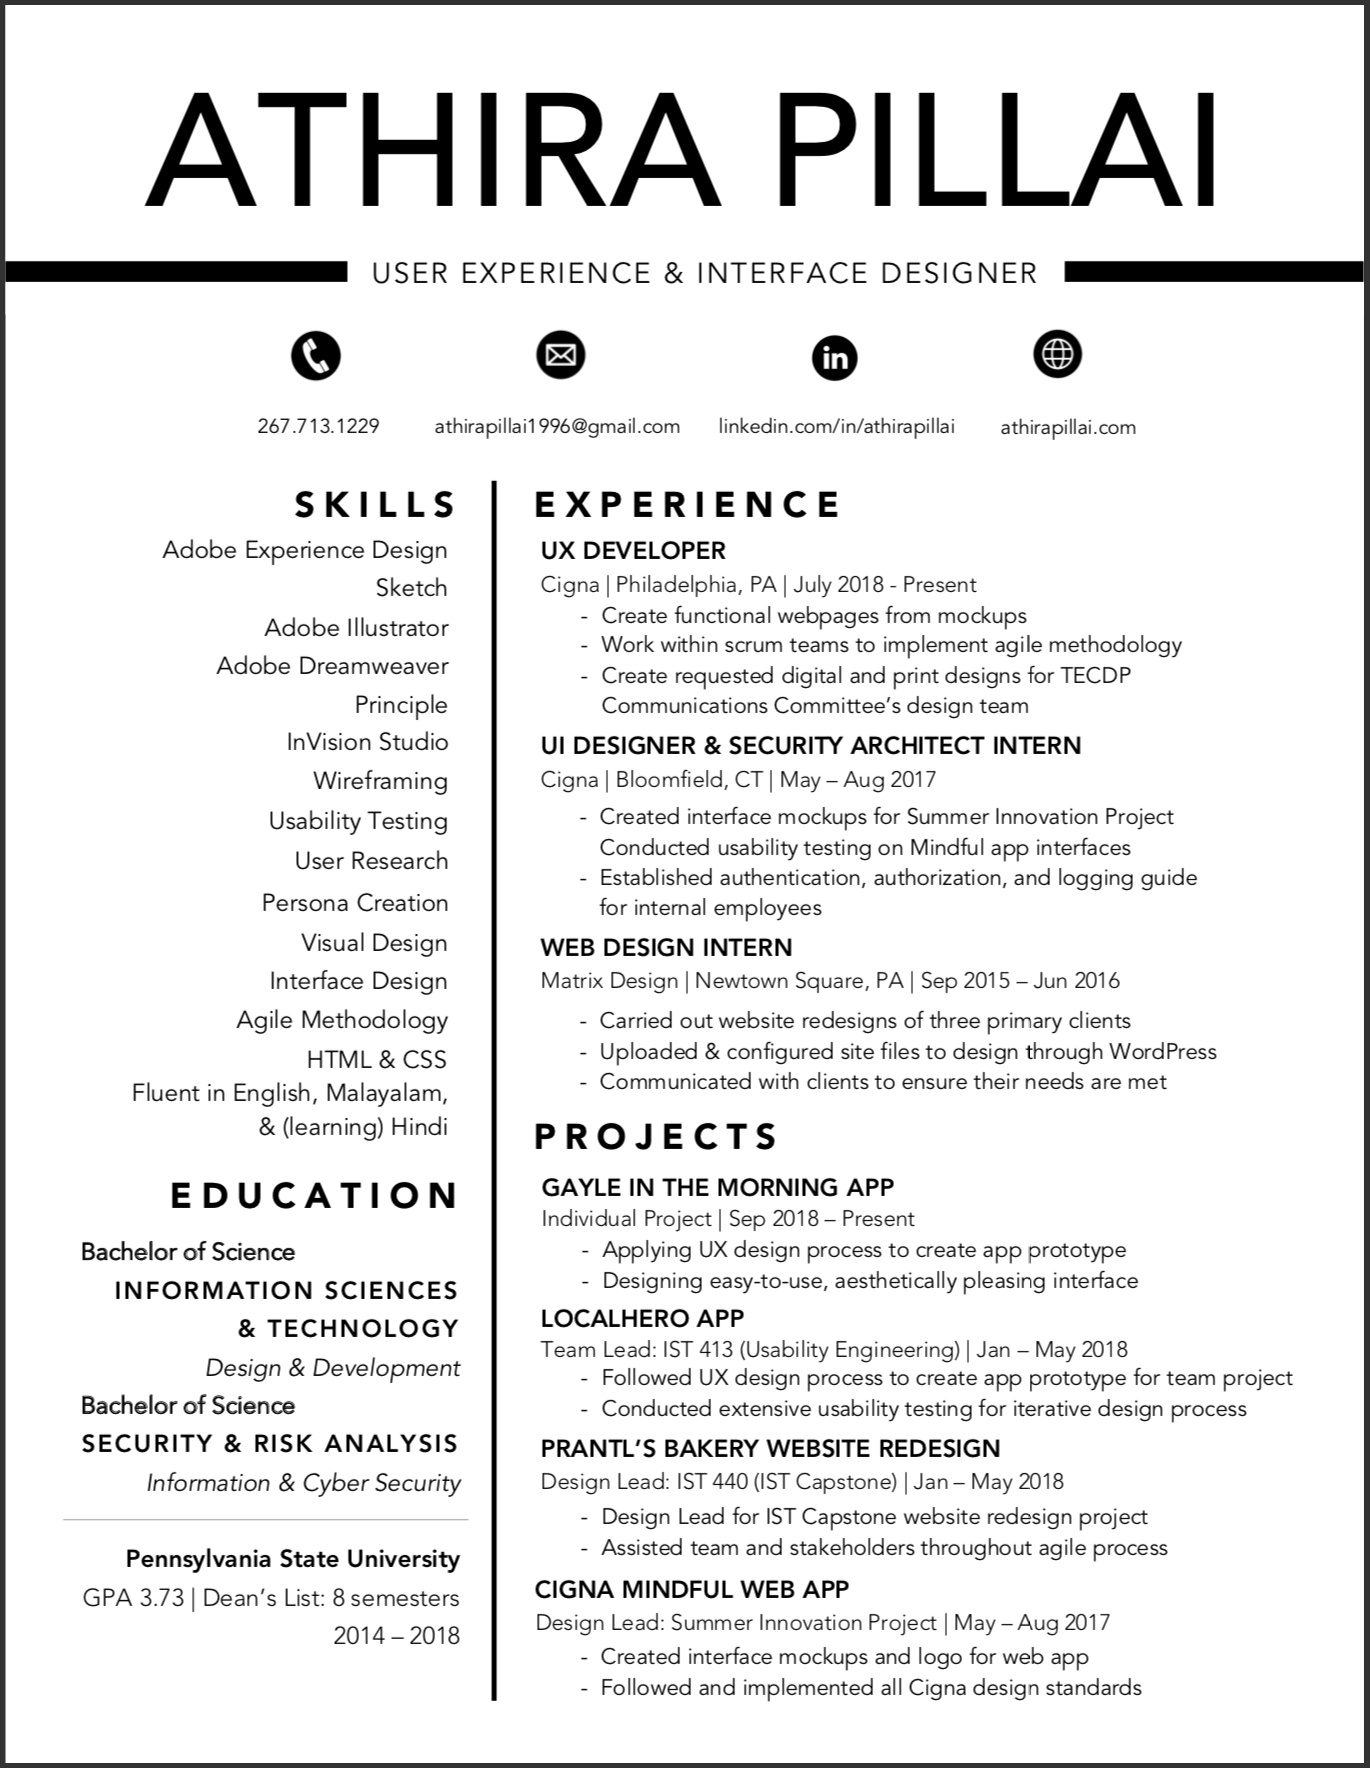 ATHIRA PILLAI
USER EXPERIENCE & INTERFACE DESIGNER
267.713.1229
athirapillai1996@gmail.com
linkedin.com/in/athirapillai
athirapillai.com
SKILLS
Adobe Experience Design
Sketch
Adobe Illustrator
Adobe Dreamweaver
Principle
InVision Studio
Wireframing
Usability Testing
User Research
Persona Creation
Visual Design
Interface Design
Agile Methodology
HTML & CSS
Fluent in English, Malayalam,
& (learning) Hindi
EDUCATION
Bachelor of Science
INFORMATION SCIENCES
& TECHNOLOGY
Design & Development
Bachelor of Science
SECURITY & RISK ANALYSIS
Information & Cyber Security
Pennsylvania State University
GPA 3.73 | Dean's List: 8 semesters
2014 – 2018
EXPERIENCE
UX DEVELOPER
Cigna | Philadelphia, PA | July 2018 - Present
- Create functional webpages from mockups
- Work within scrum teams to implement agile methodology
- Create requested digital and print designs for TECDP
Communications Committee's design team
UI DESIGNER & SECURITY ARCHITECT INTERN
Cigna | Bloomfield, CT | May – Aug 2017
- Created interface mockups for Summer Innovation Project
Conducted usability testing on Mindful app interfaces
- Established authentication, authorization, and logging guide
for internal employees
WEB DESIGN INTERN
Matrix Design | Newtown Square, PA | Sep 2015 – Jun 2016
- Carried out website redesigns of three primary clients
- Uploaded & configured site files to design through WordPress
- Communicated with clients to ensure their needs are met
PROJECTS
GAYLE IN THE MORNING APP
Individual Project | Sep 2018 – Present
- Applying UX design process to create app prototype
- Designing easy-to-use, aesthetically pleasing interface
LOCALHERO APP
Team Lead: IST 413 (Usability Engineering) | Jan – May 2018
- Followed UX design process to create app prototype for team project
- Conducted extensive usability testing for iterative design process
PRANTL'S BAKERY WEBSITE REDESIGN
Design Lead: IST 440 (IST Capstone) | Jan – May 2018
- Design Lead for IST Capstone website redesign project
- Assisted team and stakeholders throughout agile process
CIGNA MINDFUL WEB APP
Design Lead: Summer Innovation Project | May – Aug 2017
- Created interface mockups and logo for web app
- Followed and implemented all Cigna design standards